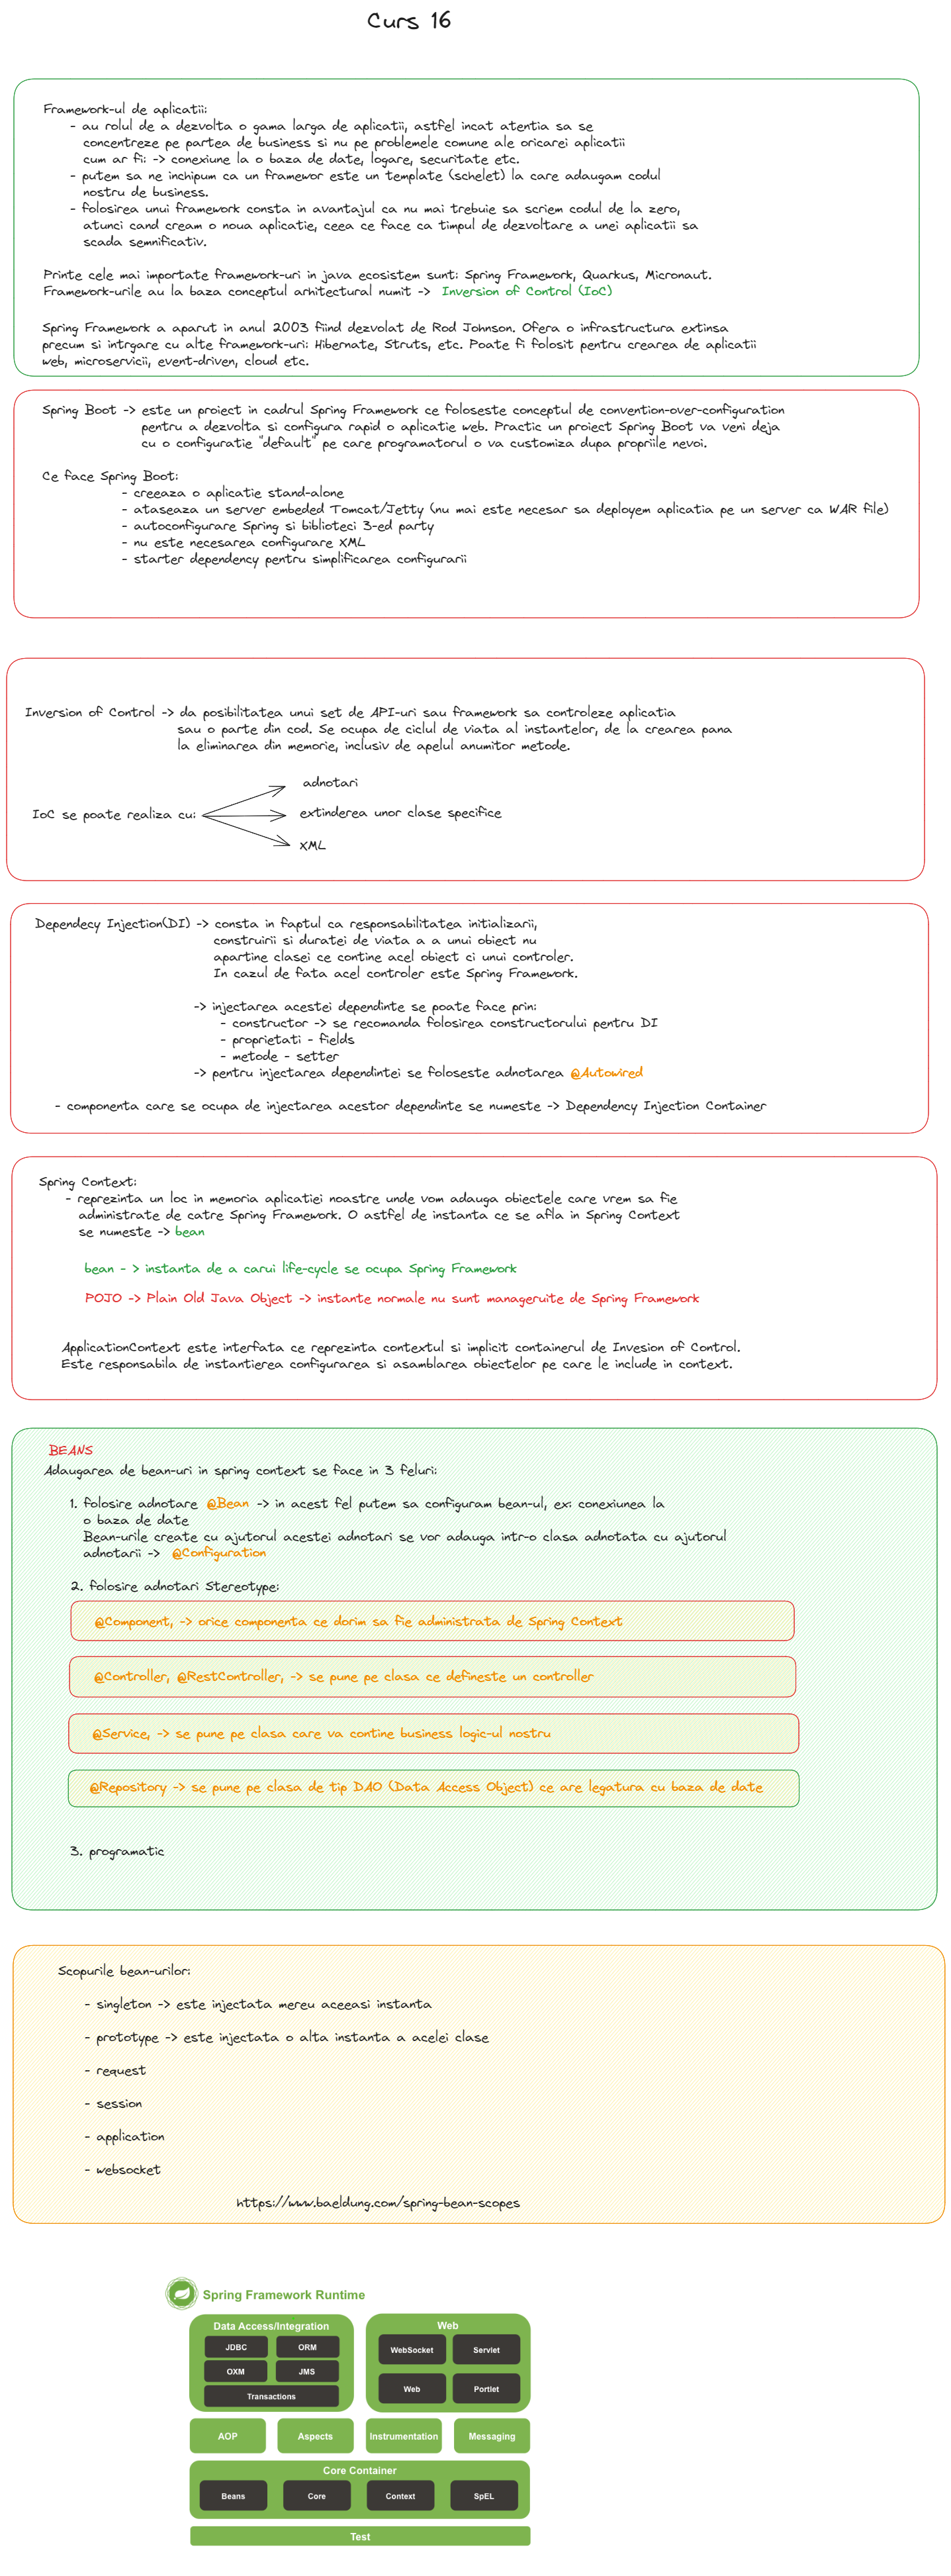 Curs 16
Framework-ul de aplicatii:
- au rolul de a dezvolta o gama larga de aplicatii, astfel incat atentia sa se
concentreze pe partea de business si nu pe problemele comune ale oricarei aplicatii
cum ar fi: -> conexiune la o baza de date, logare, securitate etc.
- putem sa ne inchipum ca un framewor este un template (schelet) la care adaugam codul
nostru de business.
- folosirea unui framework consta in avantajul ca nu mai trebuie sa scriem codul de la zero,
atunci cand cream o noua aplicatie, ceea ce face ca timpul de dezvoltare a unei aplicatii sa
scada semnificativ.
Printe cele mai importate framework-uri in java ecosistem sunt: Spring Framework, Quarkus, Micronaut.
Framework-urile au la baza conceptul arhitectural numit -> Inversion of Control (IoC)
Spring Framework a aparut in anul 2003 fiind dezvolat de Rod Johnson. Ofera o infrastructura extinsa
precum si intrgare cu alte framework-uri: Hibernate, Struts, etc. Poate fi folosit pentru crearea de aplicatii
web, microservicii, event-driven, cloud etc.
Spring Boot -> este un proiect in cadrul Spring Framework ce foloseste conceptul de convention-over-configuration
pentru a dezvolta si configura rapid o aplicatie web. Practic un proiect Spring Boot va veni deja
cu o configuratie "default" pe care programatorul o va customiza dupa propriile nevoi.
Ce face Spring Boot:
- creeaza o aplicatie stand-alone
- ataseaza un server embeded Tomcat/Jetty (nu mai este necesar sa deployem aplicatia pe un server ca WAR file)
- autoconfigurare Spring si biblioteci 3-ed party
- nu este necesarea configurare XML
- starter dependency pentru simplificarea configurarii
Inversion of Control -> da posibilitatea unui set de API-uri sau framework sa controleze aplicatia
sau o parte din cod. Se ocupa de ciclul de viata al instantelor, de la crearea pana
la eliminarea din memorie, inclusiv de apelul anumitor metode.
adnotari
IoC se poate realiza cu:
extinderea unor clase specifice
XML
Dependecy Injection(DI) -> consta in faptul ca responsabilitatea initializarii,
construirii si duratei de viata a a unui obiect nu
apartine clasei ce contine acel obiect ci unui controler.
In cazul de fata acel controler este Spring Framework.
-> injectarea acestei dependinte se poate face prin:
- constructor -> se recomanda folosirea constructorului pentru DI
- proprietati - fields
- metode - setter
-> pentru injectarea dependintei se foloseste adnotarea @Autowired
- componenta care se ocupa de injectarea acestor dependinte se numeste -> Dependency Injection Container
Spring Context:
- reprezinta un loc in memoria aplicatiei noastre unde vom adauga obiectele care vrem sa fie
administrate de catre Spring Framework. O astfel de instanta ce se afla in Spring Context
se numeste -> bean
bean - > instanta de a carui life-cycle se ocupa Spring Framework
POJO -> Plain Old Java Object -> instante normale nu sunt manageruite de Spring Framework
ApplicationContext este interfata ce reprezinta contextul si implicit containerul de Invesion of Control.
Este responsabila de instantierea configurarea si asamblarea obiectelor pe care le include in context.
BEANS
Adaugarea de bean-uri in spring context se face in 3 feluri:
1. folosire adnotare @Bean -> in acest fel putem sa configuram bean-ul, ex: conexiunea la
o baza de date
Bean-urile create cu ajutorul acestei adnotari se vor adauga intr-o clasa adnotata cu ajutorul
adnotarii -> @Configuration
2. folosire adnotari Stereotype:
@Component, -> orice componenta ce dorim sa fie administrata de Spring Context
@Controller, @RestController, -> se pune pe clasa ce defineste un controller
@Service, -> se pune pe clasa care va contine business logic-ul nostru
@Repository -> se pune pe clasa de tip DAO (Data Access Object) ce are legatura cu baza de date
3. programatic
Scopurile bean-urilor:
- singleton -> este injectata mereu aceeasi instanta
- prototype -> este injectata o alta instanta a acelei clase
- request
- session
- application
- websocket
https://www.baeldung.com/spring-bean-scopes
Spring Framework Runtime
Data Access/Integration
JDBC ORM
OXM JMS
Transactions
Web
WebSocket Servlet
Web Portlet
AOP Aspects Instrumentation Messaging
Core Container
Beans Core Context SpEL
Test